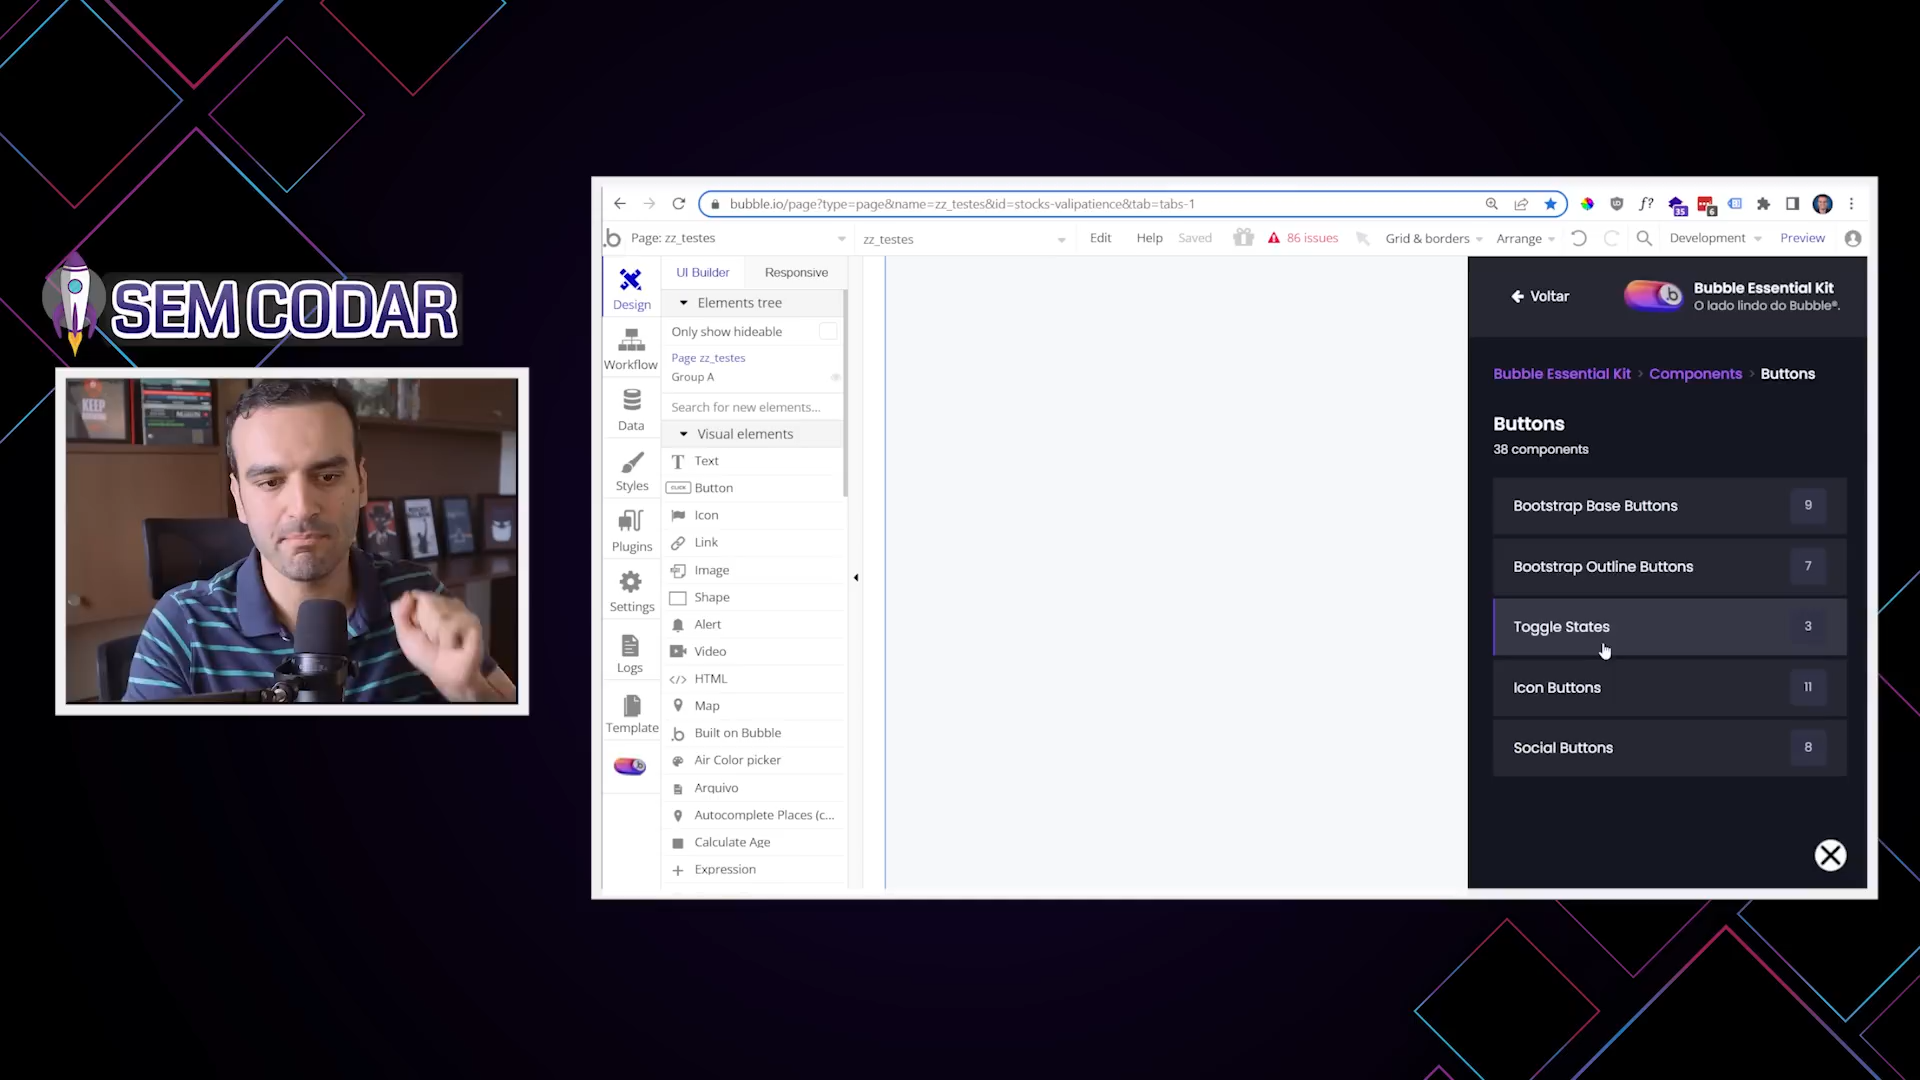 SEM CODAR
KEEP
bubble.io/page?type=page&name=zz_testes&id=stocks-valipatience&tab=tabs-1
35
6
Page: zz_testes
zz_testes
Edit
Help
Saved
86 issues
Grid & borders
Arrange
Development
Preview
Design
Workflow
Data
Styles
Plugins
Settings
Logs
Template
UI Builder
Responsive
Elements tree
Only show hideable
Page zz_testes
Group A
Search for new elements...
Visual elements
Text
CLICK
Button
Icon
Link
Image
Shape
Alert
Video
HTML
Map
Built on Bubble
Air Color picker
Arquivo
Autocomplete Places (c...
Calculate Age
Expression
Voltar
Bubble Essential Kit
O lado lindo do Bubble®.
Bubble Essential Kit > Components > Buttons
Buttons
38 components
Bootstrap Base Buttons 9
Bootstrap Outline Buttons 7
Toggle States 3
Icon Buttons 11
Social Buttons 8